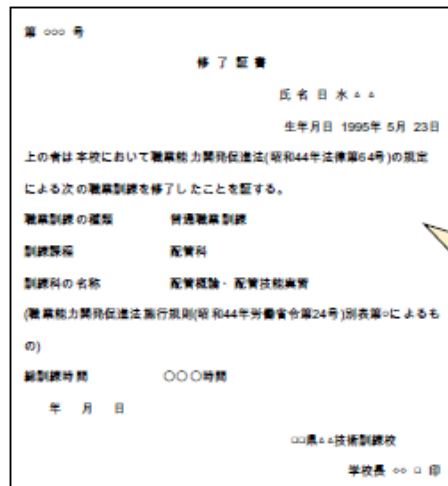 第 ○○○ 号
修 了 証 書
氏 名 日 水 △ △
生年月日 1995年 5月 23日
上の者は本校において職業能力開発促進法(昭和44年法律第64号)の規定
による次の職業訓練を修了したことを証する。
職業訓練の種類 普通職業訓練
訓練課程 配管科
訓練科の名称 配管概論・配管技能実習
(職業能力開発促進法施行規則(昭和44年労働省令第24号)別表第○によるも
の)
総訓練時間 〇〇〇時間
年 月 日
□□県△△技術訓練校
学校長 ○○ □ 印